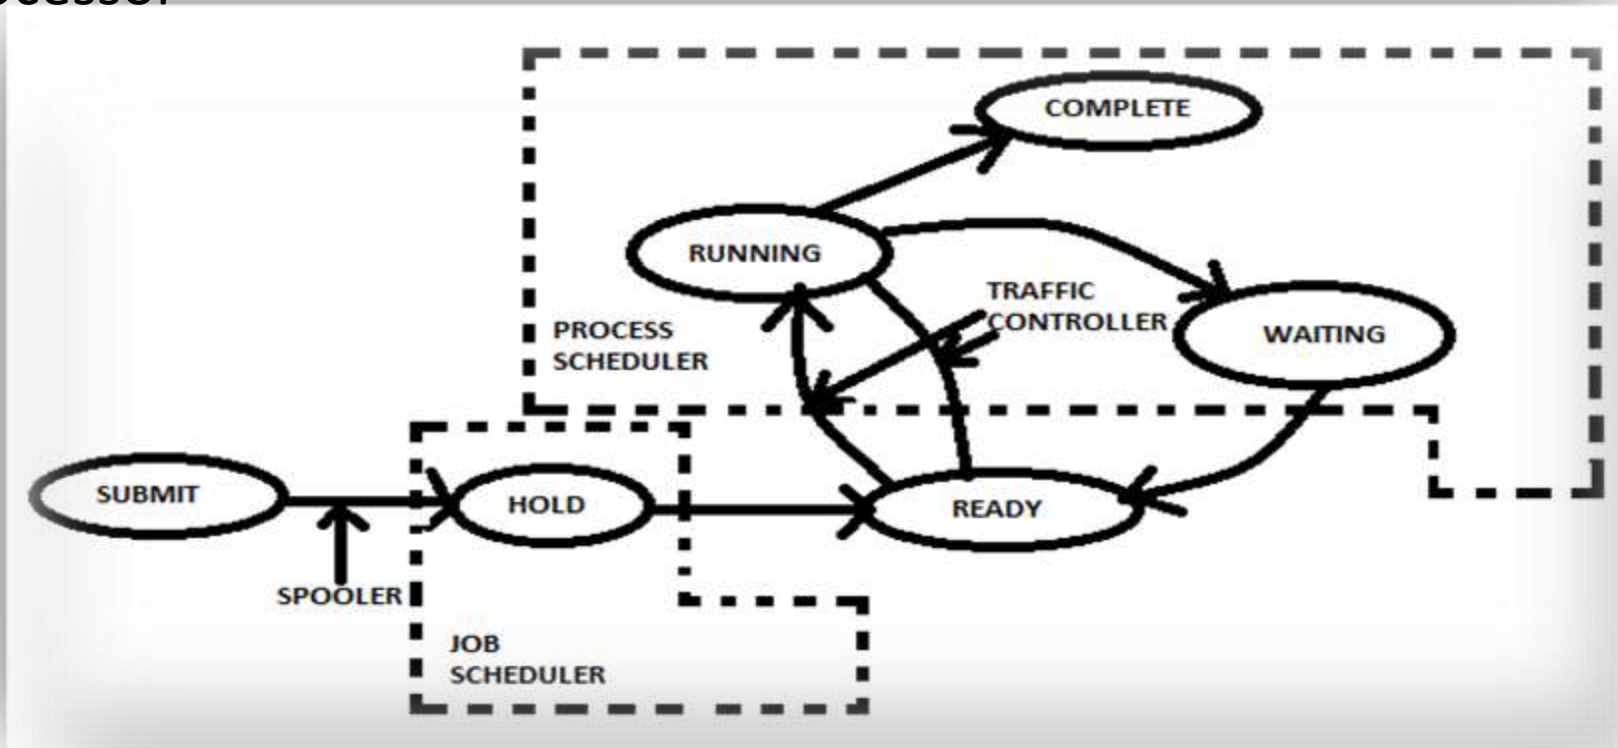 COMPLETE
RUNNING
TRAFFIC
CONTROLLER
PROCESS
SCHEDULER
WAITING
SUBMIT
HOLD
READY
SPOOLER
JOB
SCHEDULER